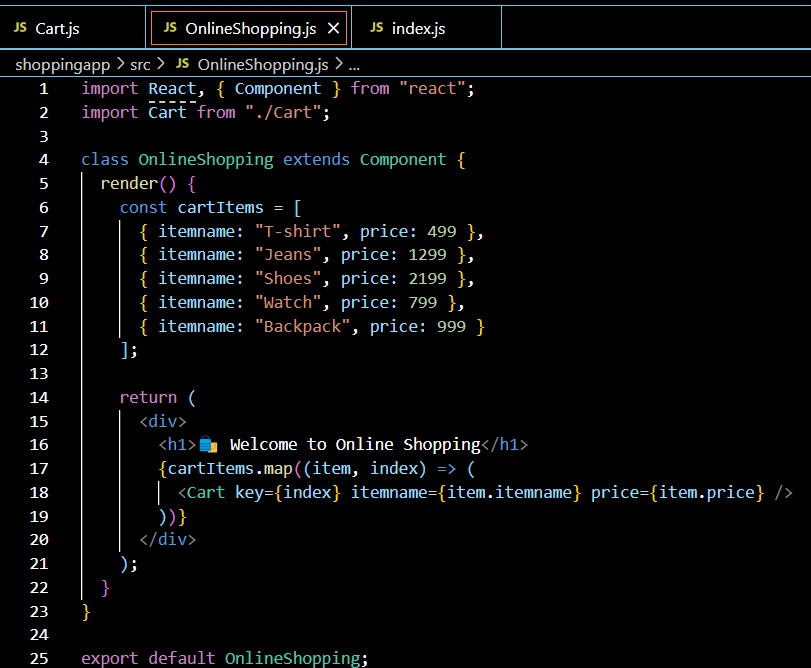 JS Cart.js JS OnlineShopping.js × JS index.js
shoppingapp > src > JS OnlineShopping.js > ...
1 import React, { Component } from "react";
2 import Cart from "./Cart";
3
4 class OnlineShopping extends Component {
5   render() {
6     const cartItems = [
7       { itemname: "T-shirt", price: 499 },
8       { itemname: "Jeans", price: 1299 },
9       { itemname: "Shoes", price: 2199 },
10       { itemname: "Watch", price: 799 },
11       { itemname: "Backpack", price: 999 }
12     ];
13
14     return (
15       <div>
16         <h1>🛍️ Welcome to Online Shopping</h1>
17         {cartItems.map((item, index) => (
18           <Cart key={index} itemname={item.itemname} price={item.price} />
19         ))}
20       </div>
21     );
22   }
23 }
24
25 export default OnlineShopping;